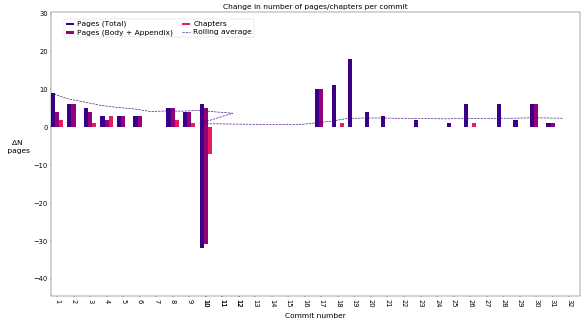 Change in number of pages/chapters per commit
Pages (Total)
Pages (Body + Appendix)
Chapters
Rolling average
30
20
10
0
−10
−20
−30
−40
ΔN
pages
1 2 3 4 5 6 7 8 9 10 11 12 13 14 15 16 17 18 19 20 21 22 23 24 25 26 27 28 29 30 31 32
Commit number